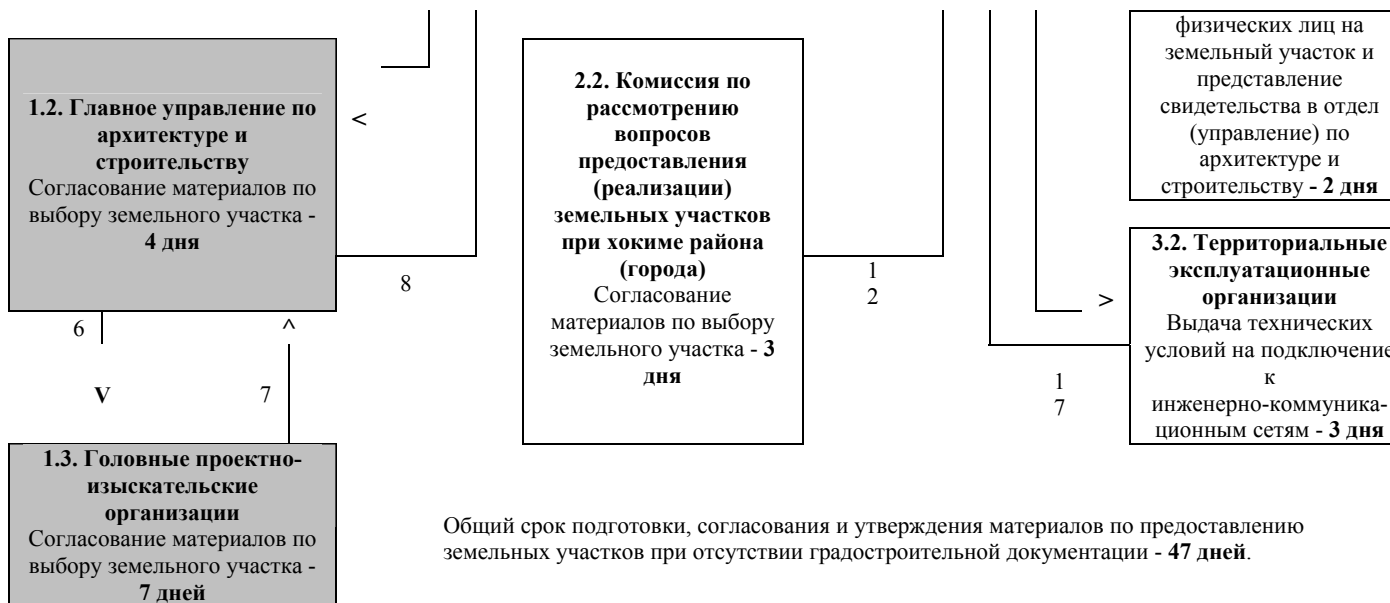 1.2. Главное управление по
архитектуре и
строительству
Согласование материалов по
выбору земельного участка -
4 дня
<
6
^
8
V
7
1.3. Головные проектно-
изыскательские
организации
Согласование материалов по
выбору земельного участка -
7 дней
2.2. Комиссия по
рассмотрению
вопросов
предоставления
(реализации)
земельных участков
при хокиме района
(города)
Согласование
материалов по выбору
земельного участка - 3
дня
1
2
физических лиц на
земельный участок и
представление
свидетельства в отдел
(управление) по
архитектуре и
строительству - 2 дня
>
1
7
3.2. Территориальные
эксплуатационные
организации
Выдача технических
условий на подключение
к
инженерно-коммуника-
ционным сетям - 3 дня
Общий срок подготовки, согласования и утверждения материалов по предоставлению
земельных участков при отсутствии градостроительной документации - 47 дней.